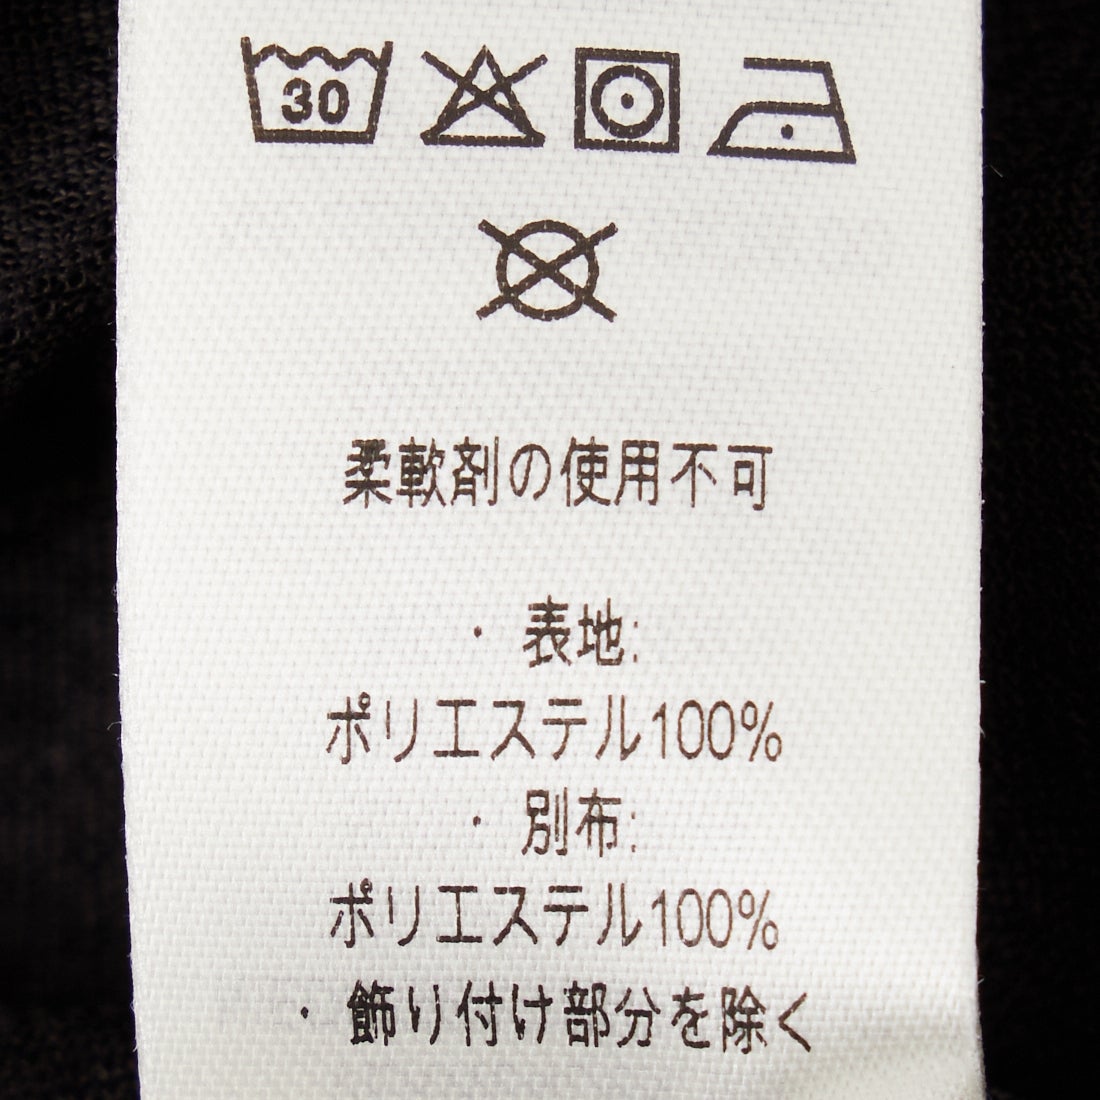 30
柔軟剤の使用不可
・ 表地:
ポリエステル100%
・ 別布:
ポリエステル100%
・ 飾り付け部分を除く